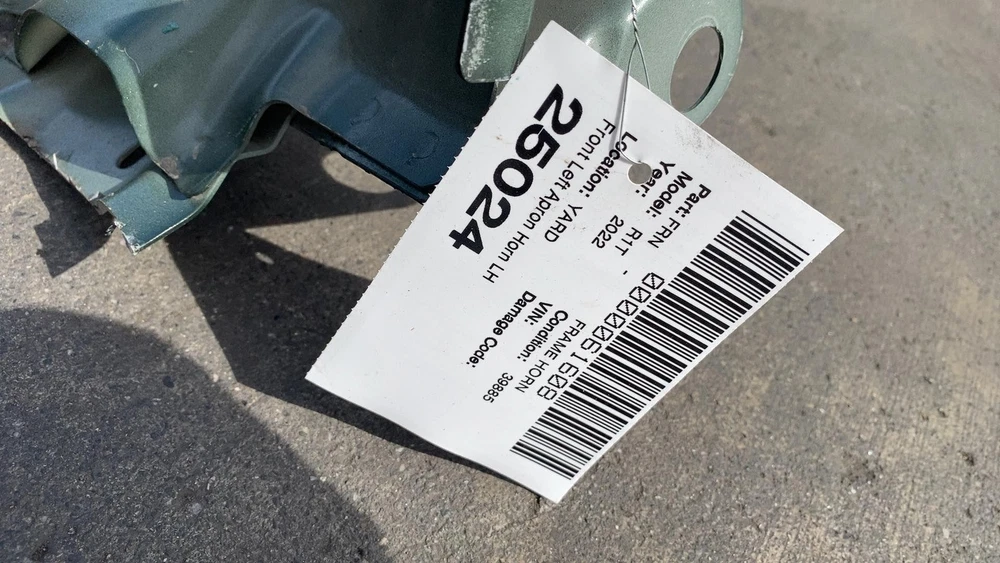 0000061608
Part: FRN FRAME HORN
Model: R1T Condition:
Year: 2022 VIN: 39885
Location: YARD Damage Code:
Front Left Apron Horn LH
25024